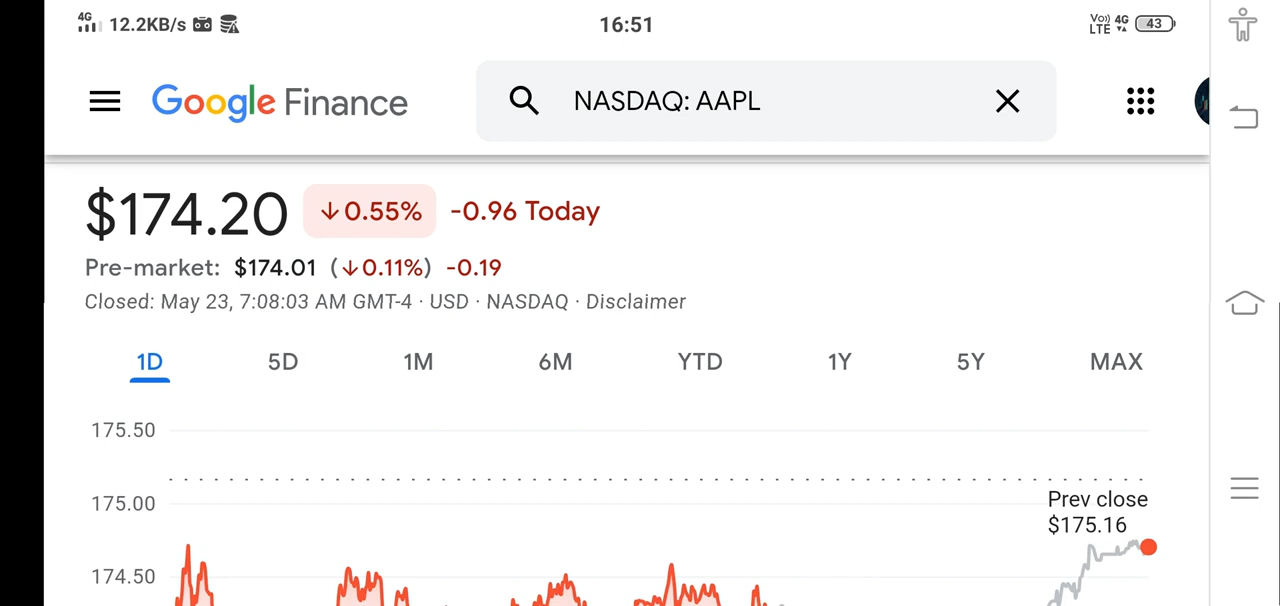 4G 12.2KB/s 16:51 Vo)) LTE 4G 43
Google Finance NASDAQ: AAPL
$174.20 ↓0.55% -0.96 Today
Pre-market: $174.01 (↓0.11%) -0.19
Closed: May 23, 7:08:03 AM GMT-4 · USD · NASDAQ · Disclaimer
1D 5D 1M 6M YTD 1Y 5Y MAX
175.50
175.00
Prev close
$175.16
174.50